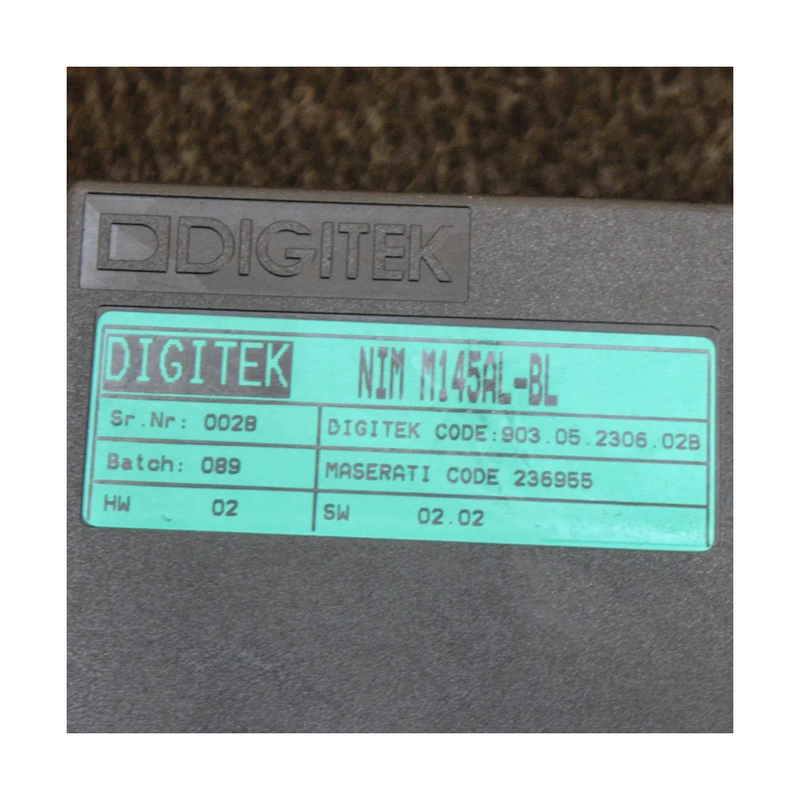 DIGITEK
DIGITEK NIM M145AL-BL
Sr.Nr: 0028 DIGITEK CODE:903.05.2306.02B
Batch: 089 MASERATI CODE 236955
HW 02 SW 02.02